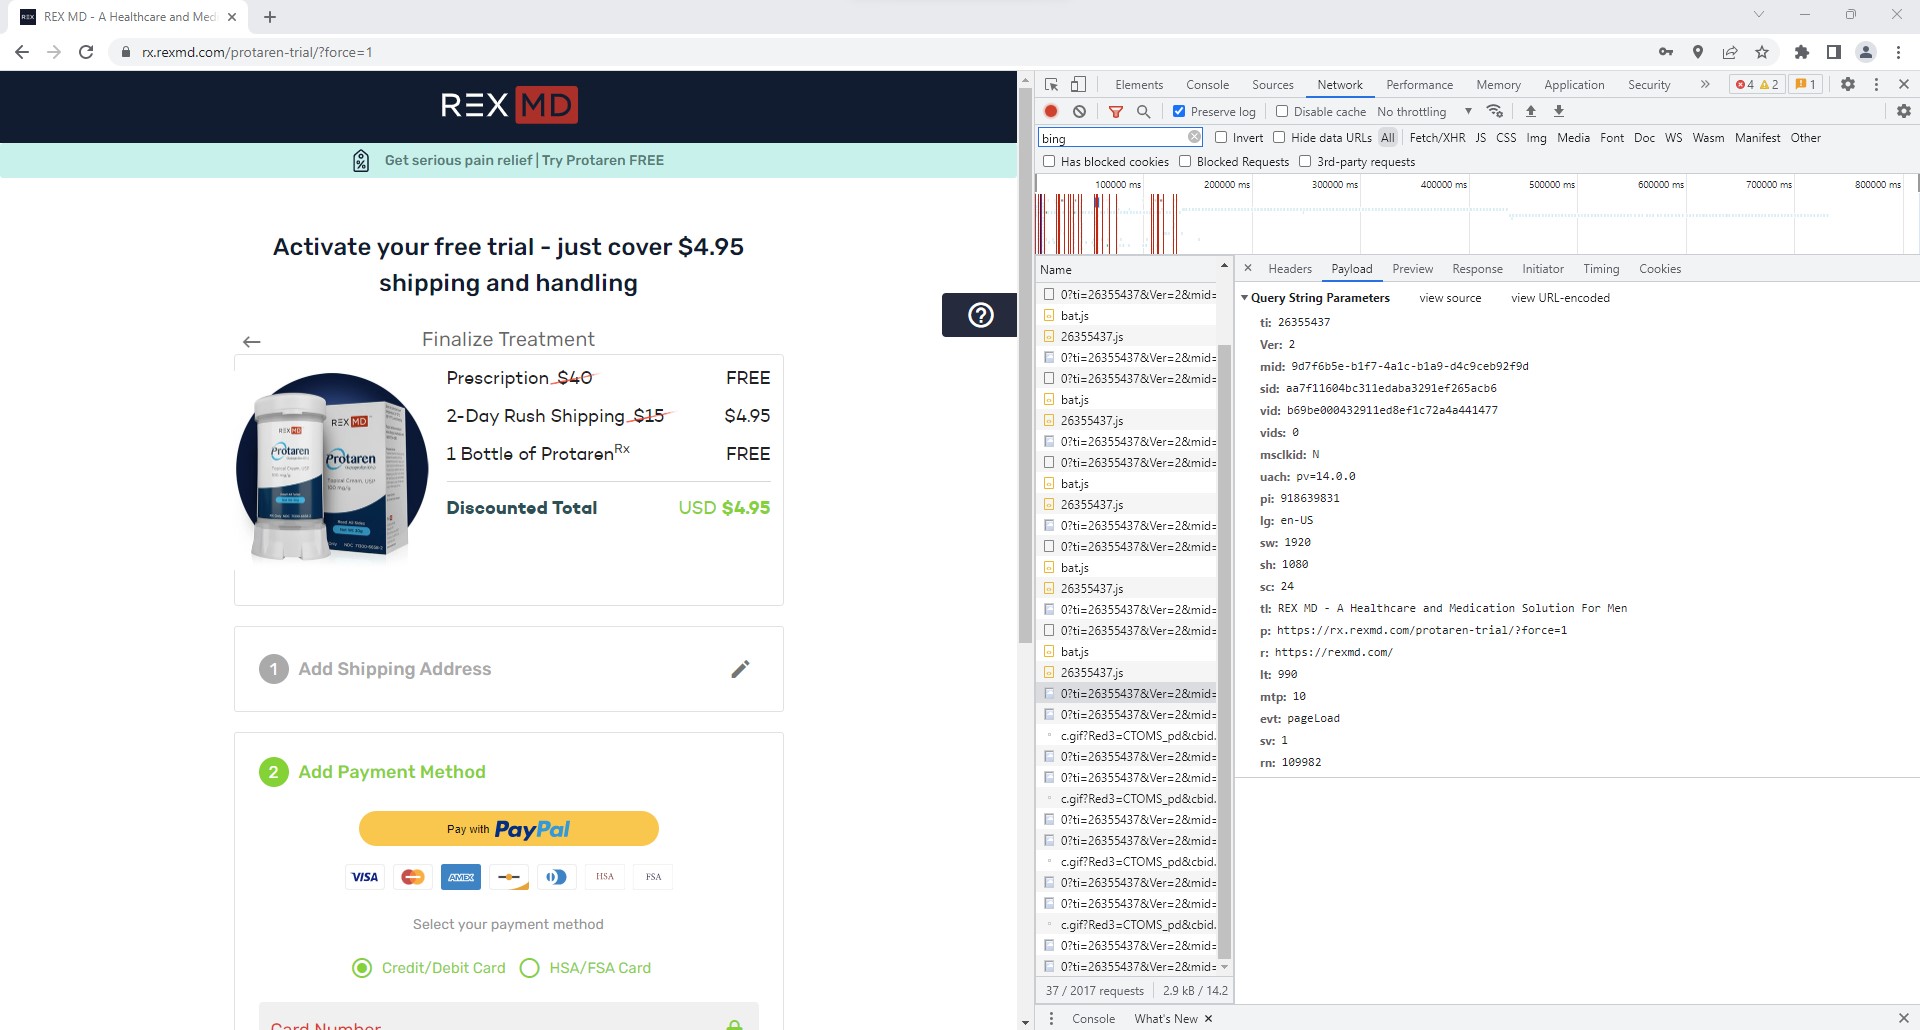 REX MD - A Healthcare and Medi
rx.rexmd.com/protaren-trial/?force=1
REX MD
Get serious pain relief | Try Protaren FREE
Activate your free trial - just cover $4.95
shipping and handling
Finalize Treatment
Prescription $40 FREE
2-Day Rush Shipping $15 $4.95
1 Bottle of Protaren Rx FREE
Discounted Total USD $4.95
REX MD
Protaren
Topical Cream, USP
REX MD
Protaren
Topical Cream, USP
1 Add Shipping Address
2 Add Payment Method
Pay with PayPal
VISA AMEX HSA FSA
Select your payment method
Credit/Debit Card HSA/FSA Card
Card Number
Elements Console Sources Network Performance Memory Application Security » 4 2 1
Preserve log Disable cache No throttling
bing Invert Hide data URLs All Fetch/XHR JS CSS Img Media Font Doc WS Wasm Manifest Other
Has blocked cookies Blocked Requests 3rd-party requests
100000 ms 200000 ms 300000 ms 400000 ms 500000 ms 600000 ms 700000 ms 800000 ms
Name
0?ti=26355437&Ver=2&mid=
bat.js
26355437.js
0?ti=26355437&Ver=2&mid=
0?ti=26355437&Ver=2&mid=
bat.js
26355437.js
0?ti=26355437&Ver=2&mid=
0?ti=26355437&Ver=2&mid=
bat.js
26355437.js
0?ti=26355437&Ver=2&mid=
0?ti=26355437&Ver=2&mid=
bat.js
26355437.js
0?ti=26355437&Ver=2&mid=
0?ti=26355437&Ver=2&mid=
bat.js
26355437.js
0?ti=26355437&Ver=2&mid=
0?ti=26355437&Ver=2&mid=
c.gif?Red3=CTOMS_pd&cbid.
0?ti=26355437&Ver=2&mid=
0?ti=26355437&Ver=2&mid=
c.gif?Red3=CTOMS_pd&cbid.
0?ti=26355437&Ver=2&mid=
0?ti=26355437&Ver=2&mid=
c.gif?Red3=CTOMS_pd&cbid.
0?ti=26355437&Ver=2&mid=
0?ti=26355437&Ver=2&mid=
c.gif?Red3=CTOMS_pd&cbid.
0?ti=26355437&Ver=2&mid=
0?ti=26355437&Ver=2&mid=
37 / 2017 requests 2.9 kB / 14.2
Headers Payload Preview Response Initiator Timing Cookies
Query String Parameters view source view URL-encoded
ti: 26355437
Ver: 2
mid: 9d7f6b5e-b1f7-4a1c-b1a9-d4c9ceb92f9d
sid: aa7f11604bc311edaba3291ef265acb6
vid: b69be000432911ed8ef1c72a4a441477
vids: 0
msclkid: N
uach: pv=14.0.0
pi: 918639831
lg: en-US
sw: 1920
sh: 1080
sc: 24
tl: REX MD - A Healthcare and Medication Solution For Men
p: https://rx.rexmd.com/protaren-trial/?force=1
r: https://rexmd.com/
lt: 990
mtp: 10
evt: pageLoad
sv: 1
rn: 109982
Console What's New